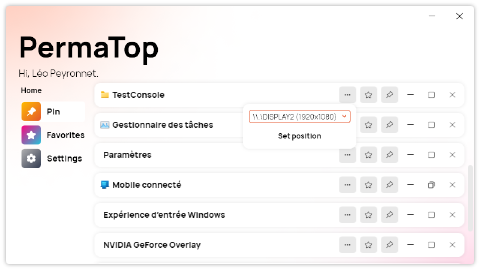 PermaTop
Hi, Léo Peyronnet.
Home
Pin
Favorites
Settings
TestConsole
Gestionnaire des tâches
\\.\DISPLAY2 (1920x1080)
Set position
Paramètres
Mobile connecté
Expérience d'entrée Windows
NVIDIA GeForce Overlay